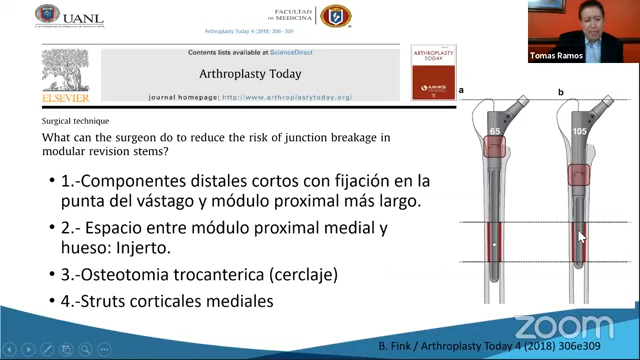 UANL
FACULTAD
DE MEDICINA
Arthroplasty Today 4 (2018) 306- 309
Tomas Ramos
Contents lists available at ScienceDirect
Arthroplasty Today
journal homepage: http://www.arthroplastytoday.org/
ELSEVIER
ARTHROPLASTY
TODAY
AAHKS
Surgical technique
What can the surgeon do to reduce the risk of junction breakage in
modular revision stems?
• 1.-Componentes distales cortos con fijación en la
punta del vástago y módulo proximal más largo.
• 2.- Espacio entre módulo proximal medial y
hueso: Injerto.
• 3.-Osteotomia trocanterica (cerclaje)
• 4.-Struts corticales mediales
a
b
65
105
zoom
B. Fink / Arthroplasty Today 4 (2018) 306e309